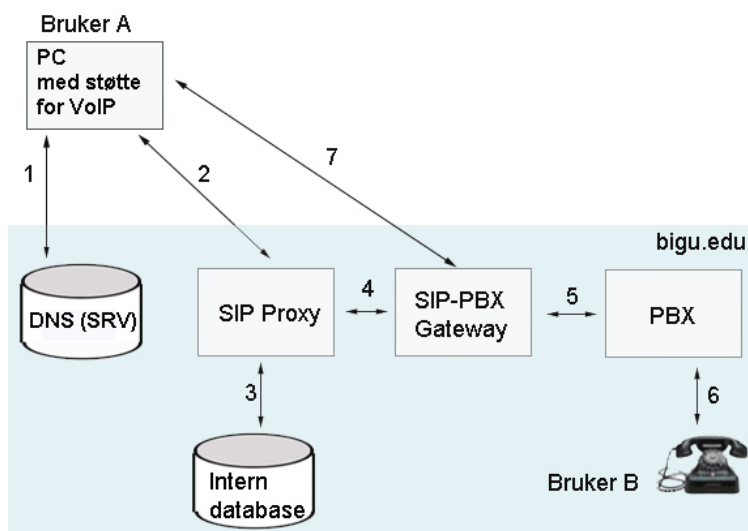 Bruker A
PC
med støtte
for VoIP
1
2
7
bigu.edu
DNS (SRV)
SIP Proxy
4
SIP-PBX
Gateway
5
PBX
3
6
Intern
database
Bruker B